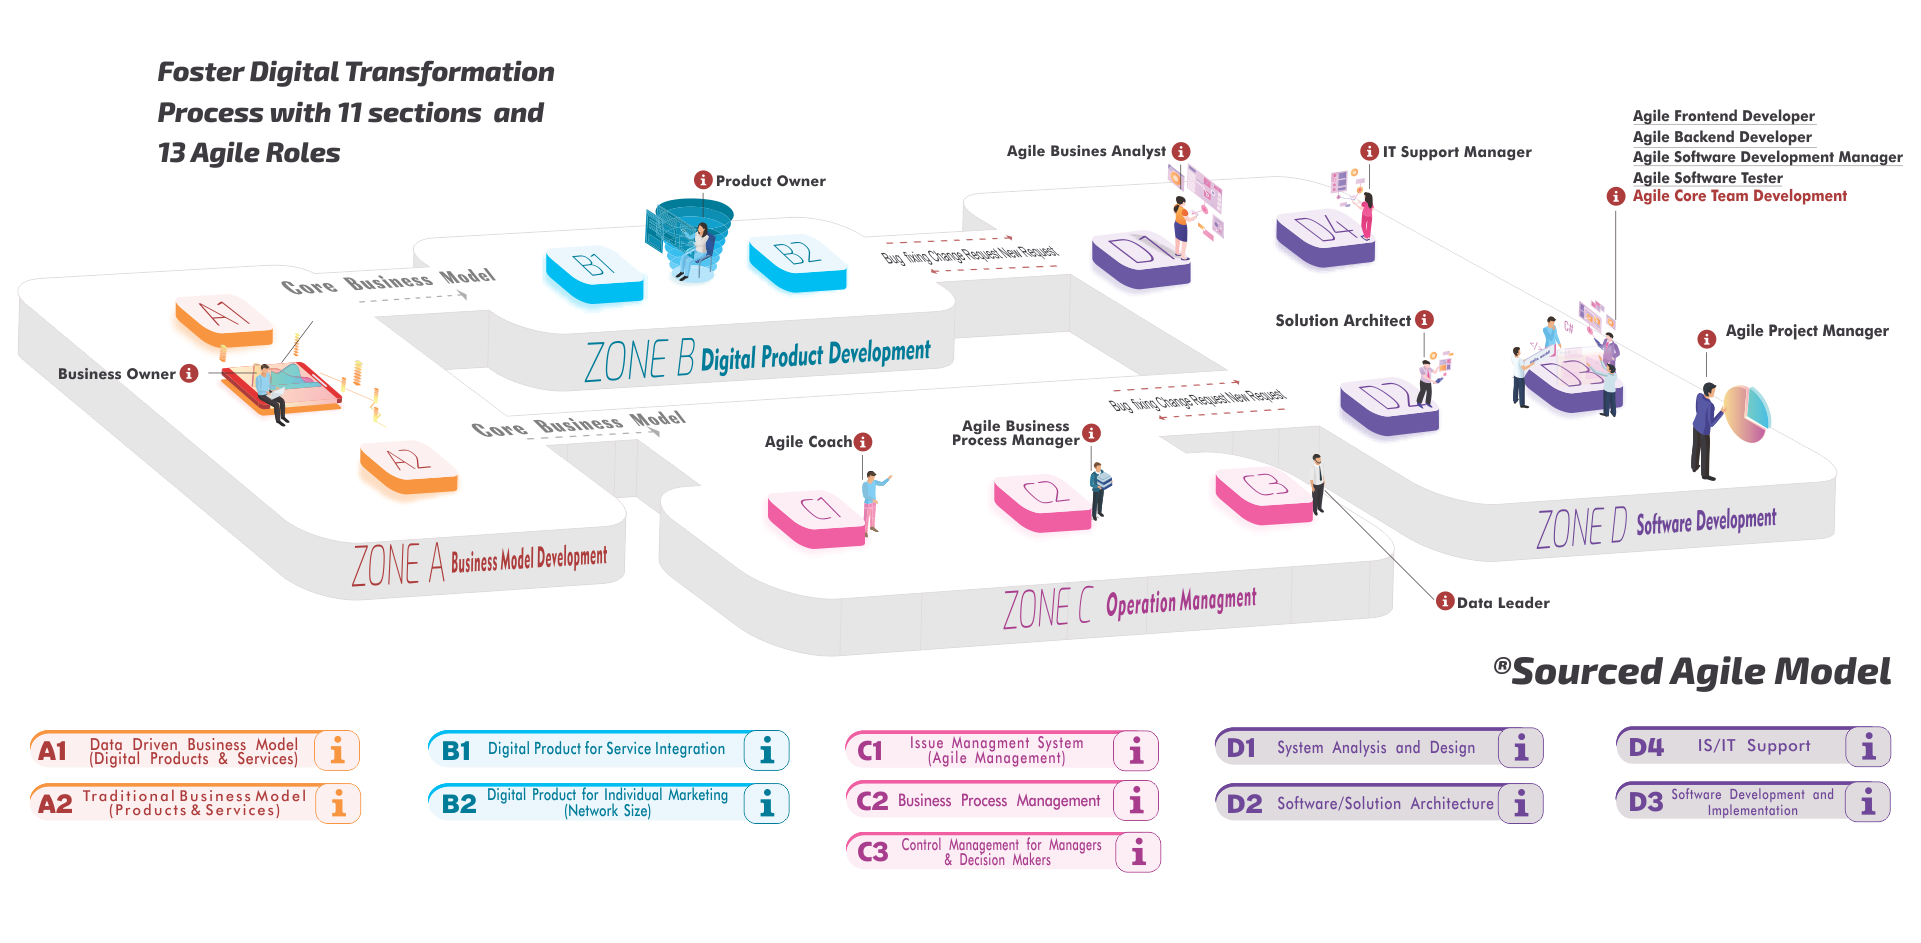 Foster Digital Transformation
Process with 11 sections and
13 Agile Roles
Agile Frontend Developer
Agile Backend Developer
Agile Software Development Manager
Agile Software Tester
Agile Core Team Development
Agile Busines Analyst
IT Support Manager
Product Owner
D1
D4
B1
B2
Bug fixing Change Request New Request
Core Business Model
A1
Solution Architect
Agile Project Manager
ZONE B Digital Product Development
Business Owner
C#
D2
D3
Bug fixing Change Request New Request
Core Business Model
Agile Coach
Agile Business
Process Manager
A2
C1
C2
C3
ZONE D Software Development
ZONE A Business Model Development
ZONE C Operation Managment
Data Leader
®Sourced Agile Model
A1 Data Driven Business Model
(Digital Products & Services)
A2 Traditional Business Model
(Products & Services)
B1 Digital Product for Service Integration
B2 Digital Product for Individual Marketing
(Network Size)
C1 Issue Managment System
(Agile Management)
C2 Business Process Management
C3 Control Management for Managers
& Decision Makers
D1 System Analysis and Design
D2 Software/Solution Architecture
D4 IS/IT Support
D3 Software Development and
Implementation